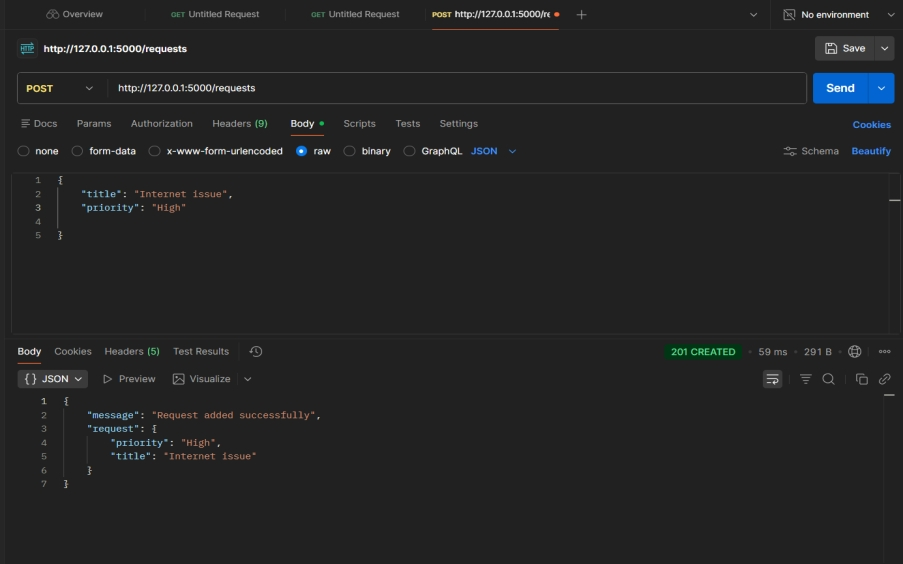 Overview GET Untitled Request GET Untitled Request POST http://127.0.0.1:5000/re No environment
HTTP http://127.0.0.1:5000/requests Save
POST http://127.0.0.1:5000/requests Send
Docs Params Authorization Headers (9) Body Scripts Tests Settings Cookies
none form-data x-www-form-urlencoded raw binary GraphQL JSON Schema Beautify
1 {
2 "title": "Internet issue",
3 "priority": "High"
4
5 }
Body Cookies Headers (5) Test Results 201 CREATED 59 ms 291 B
{} JSON Preview Visualize
1 {
2 "message": "Request added successfully",
3 "request": {
4 "priority": "High",
5 "title": "Internet issue"
6 }
7 }